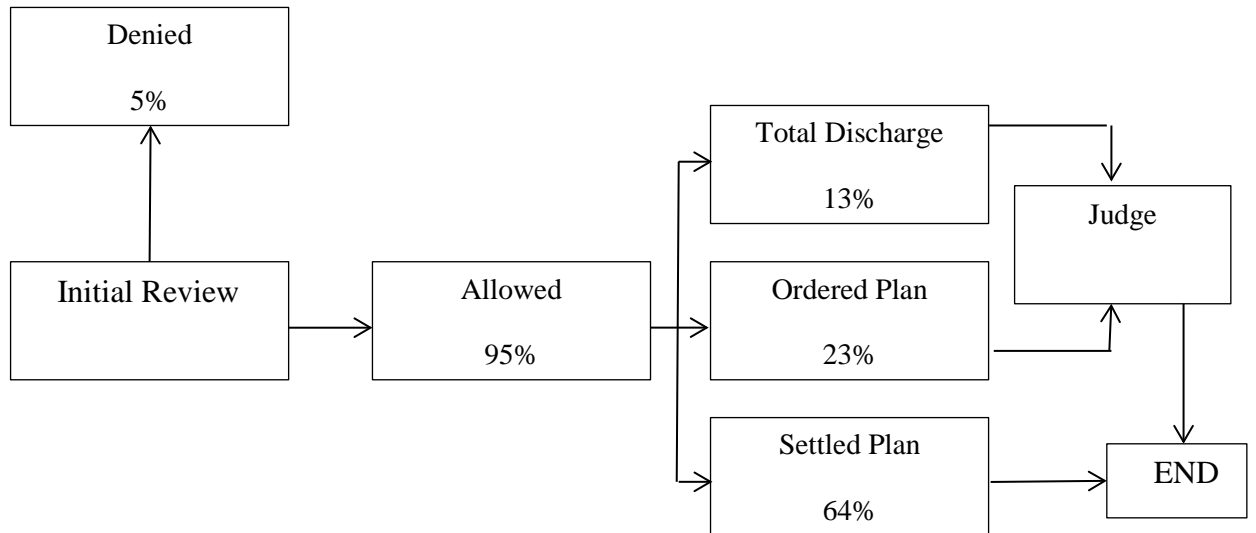 Denied
5%
Initial Review
Allowed
95%
Total Discharge
13%
Ordered Plan
23%
Settled Plan
64%
Judge
END